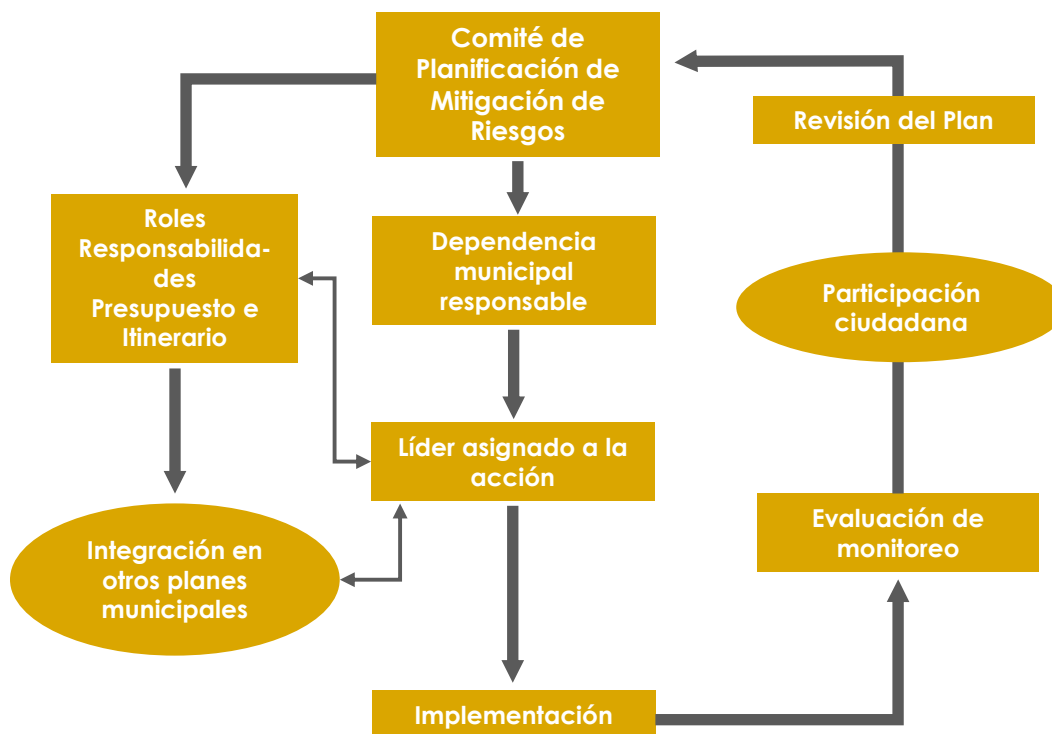 Comité de
Planificación de
Mitigación de
Riesgos
Revisión del Plan
Roles
Responsabilida-
des
Presupuesto e
Itinerario
Dependencia
municipal
responsable
Participación
ciudadana
Líder asignado a la
acción
Evaluación de
monitoreo
Integración en
otros planes
municipales
Implementación